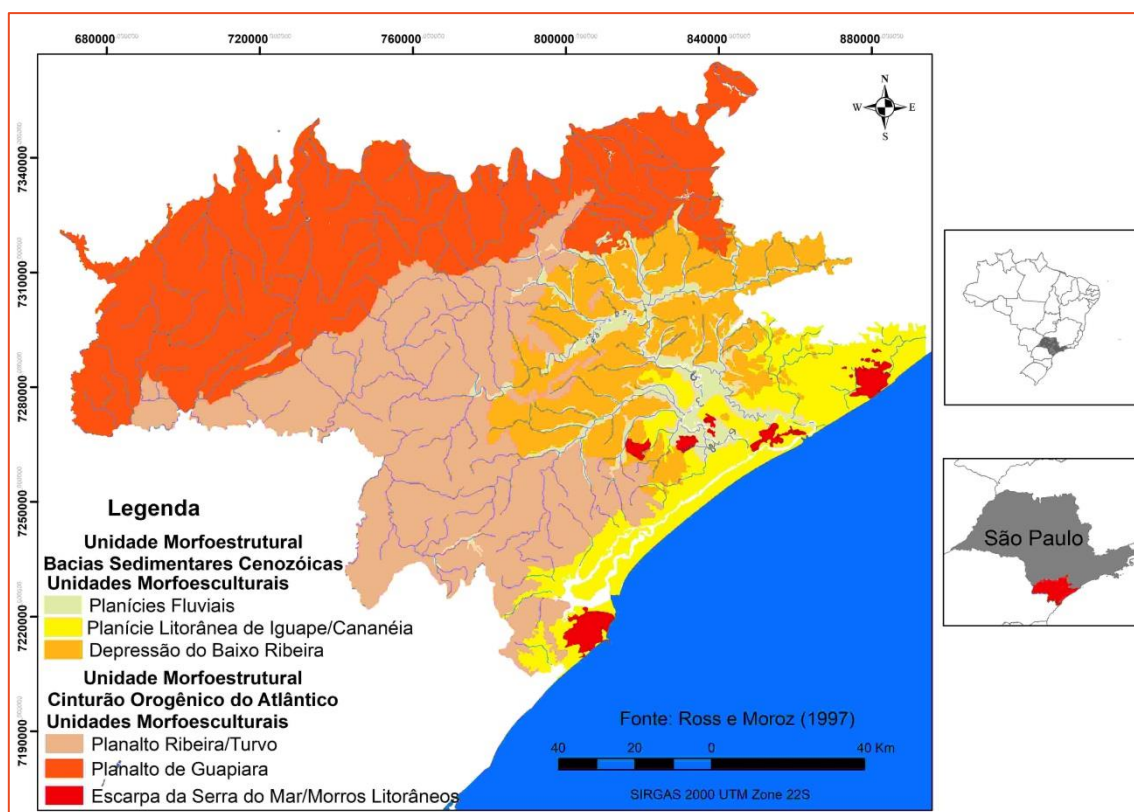 680000 720000 760000 800000 840000 880000
N
W E
S
7340000
7310000
7280000
7250000
7220000
7190000
Legenda
Unidade Morfoestrutural
Bacias Sedimentares Cenozóicas
Unidades Morfoesculturais
Planícies Fluviais
Planície Litorânea de Iguape/Cananéia
Depressão do Baixo Ribeira
Unidade Morfoestrutural
Cinturão Orogênico do Atlântico
Unidades Morfoesculturais
Planalto Ribeira/Turvo
Planalto de Guapiara
Escarpa da Serra do Mar/Morros Litorâneos
Fonte: Ross e Moroz (1997)
40 20 0 40 Km
SIRGAS 2000 UTM Zone 22S
São Paulo